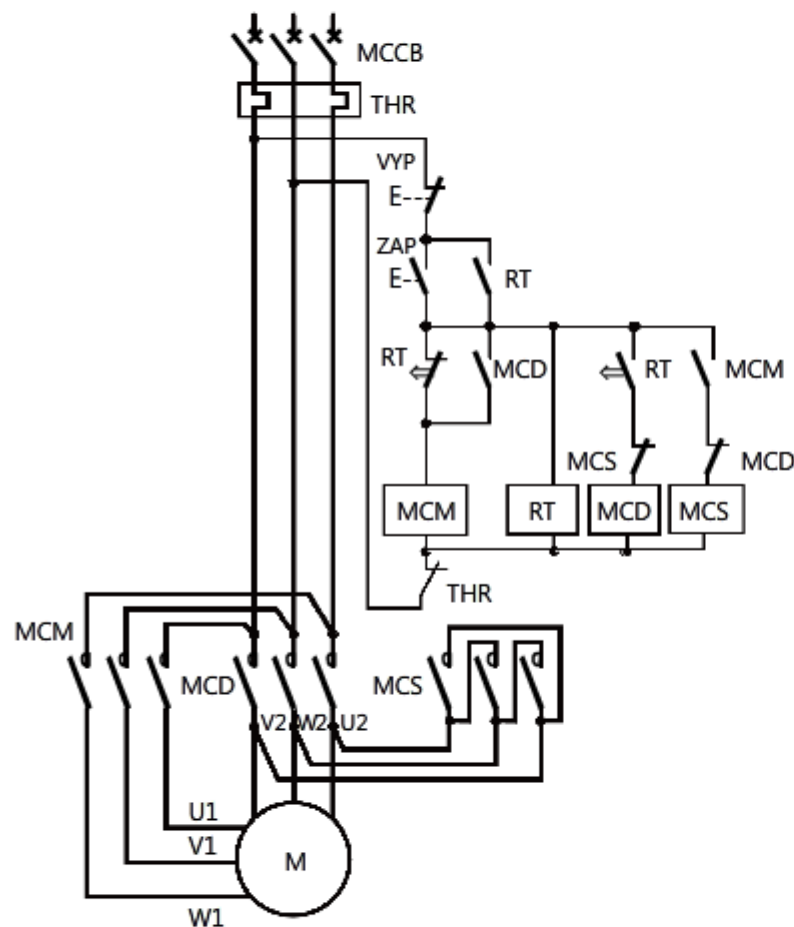 MCCB
THR
VYP
E
ZAP
E
RT
RT
MCD
RT
MCM
MCS
MCD
MCM
RT
MCD
MCS
THR
MCM
MCD
MCS
V2
W2
U2
U1
V1
M
W1